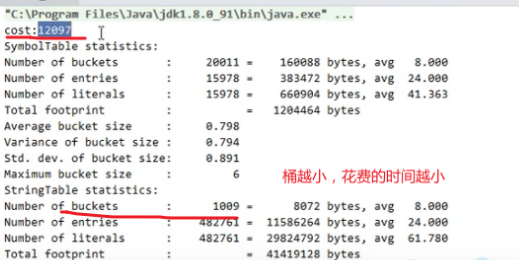 "C:\Program Files\Java\jdk1.8.0_91\bin\java.exe" ...
cost:12097
SymbolTable statistics:
Number of buckets : 20011 = 160088 bytes, avg 8.000
Number of entries : 15978 = 383472 bytes, avg 24.000
Number of literals : 15978 = 660904 bytes, avg 41.363
Total footprint : = 1204464 bytes
Average bucket size : 0.798
Variance of bucket size : 0.794
Std. dev. of bucket size: 0.891
Maximum bucket size : 6
StringTable statistics:
桶越小，花费的时间越小
Number of buckets : 1009 = 8072 bytes, avg 8.000
Number of entries : 482761 = 11586264 bytes, avg 24.000
Number of literals : 482761 = 29824792 bytes, avg 61.780
Total footprint : = 41419128 bytes